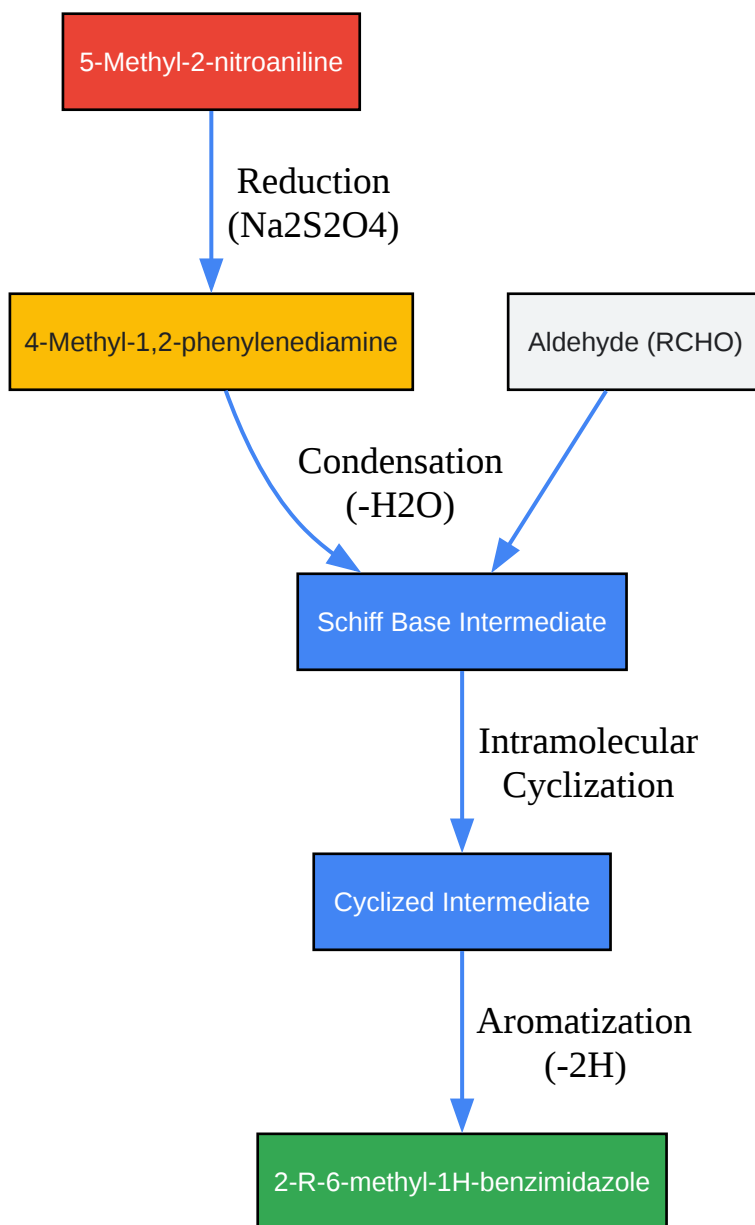 5-Methyl-2-nitroaniline
Reduction
(Na2S2O4)
4-Methyl-1,2-phenylenediamine
Aldehyde (RCHO)
Condensation
(-H2O)
Schiff Base Intermediate
Intramolecular
Cyclization
Cyclized Intermediate
Aromatization
(-2H)
2-R-6-methyl-1H-benzimidazole